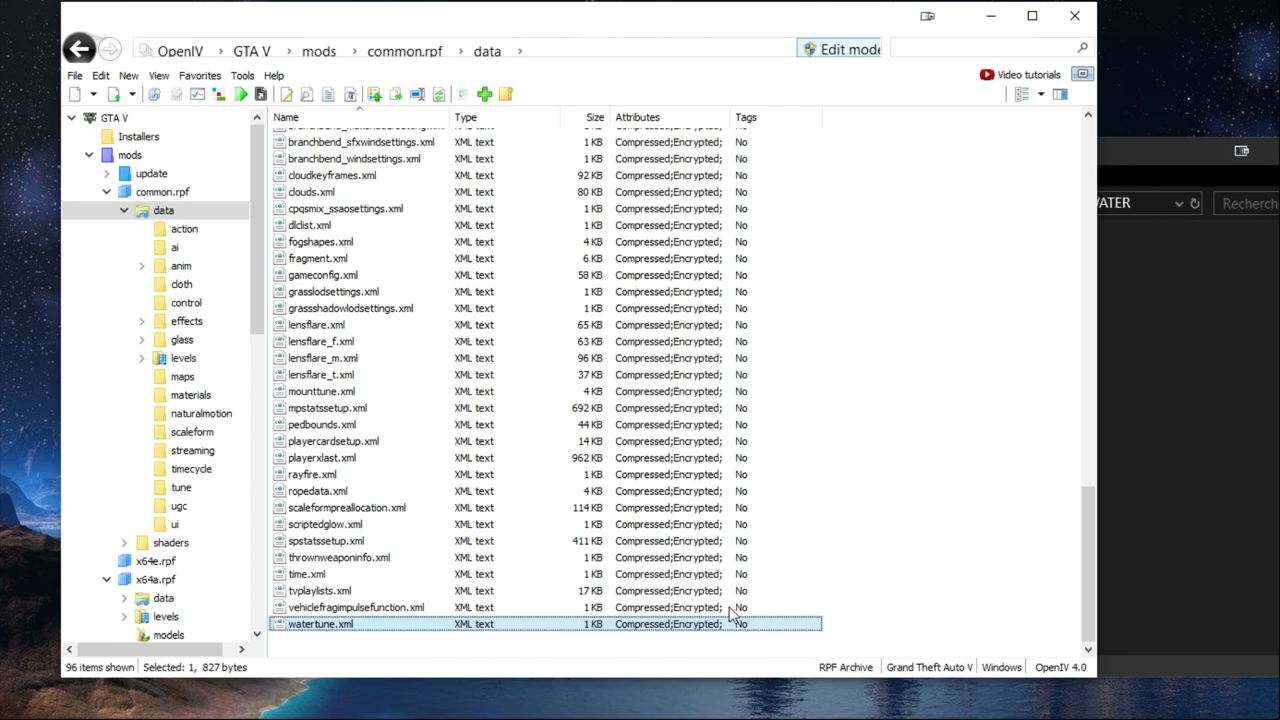 OpenIV › GTA V › mods › common.rpf › data ›
Edit mode
File Edit New View Favorites Tools Help
Video tutorials
GTA V
Installers
mods
update
common.rpf
data
action
ai
anim
cloth
control
effects
glass
levels
maps
materials
naturalmotion
scaleform
streaming
timecycle
tune
ugc
ui
shaders
x64e.rpf
x64a.rpf
data
levels
models
Name Type Size Attributes Tags
XML text 1 KB Compressed;Encrypted; No
branchbend_sfxwindsettings.xml XML text 1 KB Compressed;Encrypted; No
branchbend_windsettings.xml XML text 1 KB Compressed;Encrypted; No
cloudkeyframes.xml XML text 92 KB Compressed;Encrypted; No
clouds.xml XML text 80 KB Compressed;Encrypted; No
cpqsmix_ssaosettings.xml XML text 1 KB Compressed;Encrypted; No
dlclist.xml XML text 1 KB Compressed;Encrypted; No
fogshapes.xml XML text 4 KB Compressed;Encrypted; No
fragment.xml XML text 6 KB Compressed;Encrypted; No
gameconfig.xml XML text 58 KB Compressed;Encrypted; No
grasslodsettings.xml XML text 1 KB Compressed;Encrypted; No
grassshadowlodsettings.xml XML text 1 KB Compressed;Encrypted; No
lensflare.xml XML text 65 KB Compressed;Encrypted; No
lensflare_f.xml XML text 63 KB Compressed;Encrypted; No
lensflare_m.xml XML text 96 KB Compressed;Encrypted; No
lensflare_t.xml XML text 37 KB Compressed;Encrypted; No
mounttune.xml XML text 4 KB Compressed;Encrypted; No
mpstatssetup.xml XML text 692 KB Compressed;Encrypted; No
pedbounds.xml XML text 44 KB Compressed;Encrypted; No
playercardsetup.xml XML text 14 KB Compressed;Encrypted; No
playerxlast.xml XML text 962 KB Compressed;Encrypted; No
rayfire.xml XML text 1 KB Compressed;Encrypted; No
ropedata.xml XML text 4 KB Compressed;Encrypted; No
scaleformpreallocation.xml XML text 114 KB Compressed;Encrypted; No
scriptedglow.xml XML text 1 KB Compressed;Encrypted; No
spstatssetup.xml XML text 411 KB Compressed;Encrypted; No
thrownweaponinfo.xml XML text 1 KB Compressed;Encrypted; No
time.xml XML text 1 KB Compressed;Encrypted; No
tvplaylists.xml XML text 17 KB Compressed;Encrypted; No
vehiclefragimpulsefunction.xml XML text 1 KB Compressed;Encrypted; No
watertune.xml XML text 1 KB Compressed;Encrypted; No
96 items shown Selected: 1, 827 bytes
RPF Archive Grand Theft Auto V Windows OpenIV 4.0
ATER
Recherch